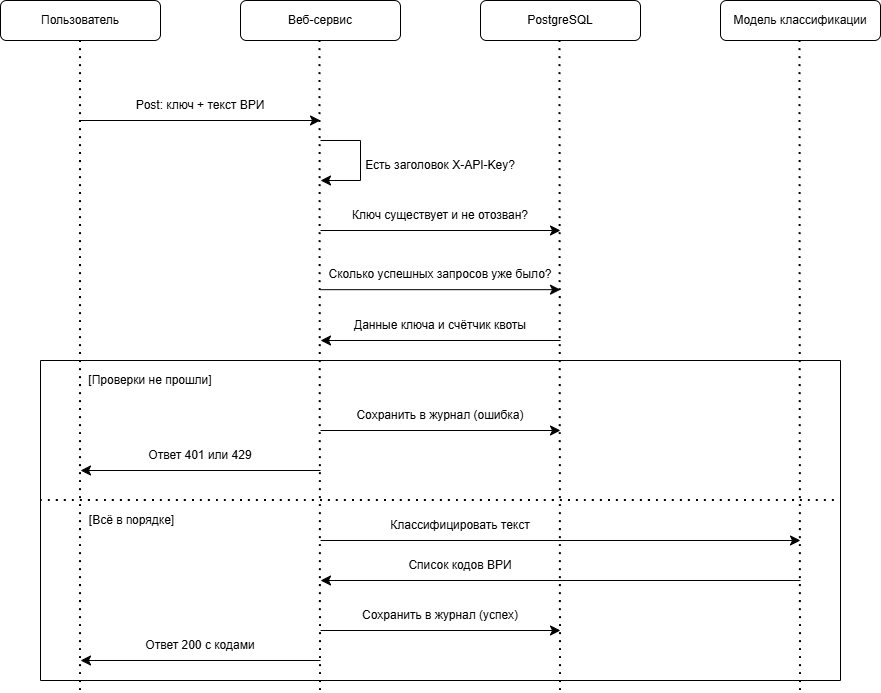 Пользователь
Веб-сервис
PostgreSQL
Модель классификации
Post: ключ + текст ВРИ
Есть заголовок X-API-Key?
Ключ существует и не отозван?
Сколько успешных запросов уже было?
Данные ключа и счётчик квоты
[Проверки не прошли]
Сохранить в журнал (ошибка)
Ответ 401 или 429
[Всё в порядке]
Классифицировать текст
Список кодов ВРИ
Сохранить в журнал (успех)
Ответ 200 с кодами